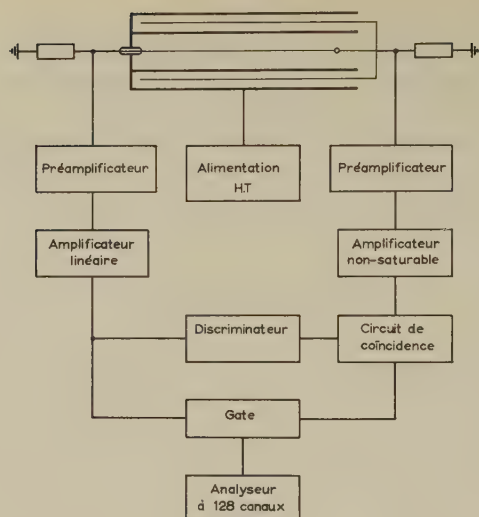 Préamplificateur
Alimentation
H.T
Préamplificateur
Amplificateur
linéaire
Amplificateur
non-saturable
Discriminateur
Circuit de
coïncidence
Gate
Analyseur
à 128 canaux